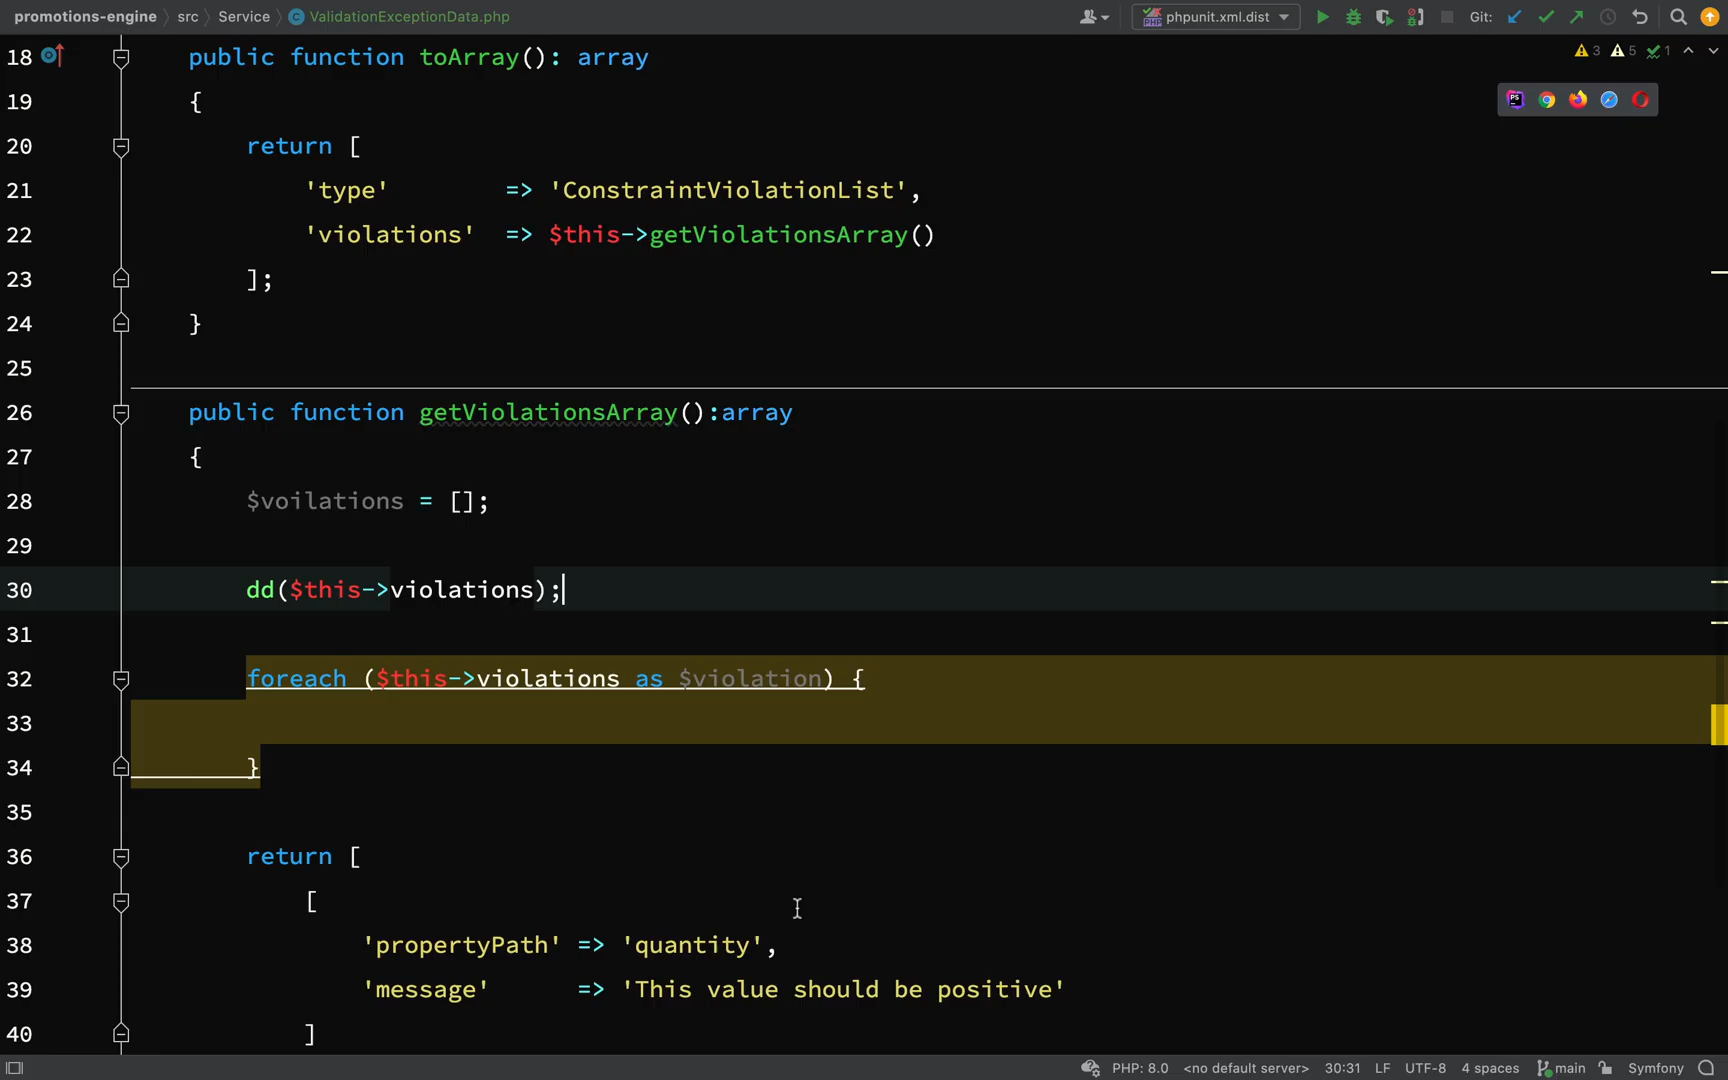 promotions-engine src Service ValidationExceptionData.php phpunit.xml.dist Git:
18 public function toArray(): array 3 5 1
19 {
20 return [
21 'type' => 'ConstraintViolationList',
22 'violations' => $this->getViolationsArray()
23 ];
24 }
25
26 public function getViolationsArray():array
27 {
28 $voilations = [];
29
30 dd($this->violations);
31
32 foreach ($this->violations as $violation) {
33
34 }
35
36 return [
37 [
38 'propertyPath' => 'quantity',
39 'message' => 'This value should be positive'
40 ]
PHP: 8.0 <no default server> 30:31 LF UTF-8 4 spaces main Symfony